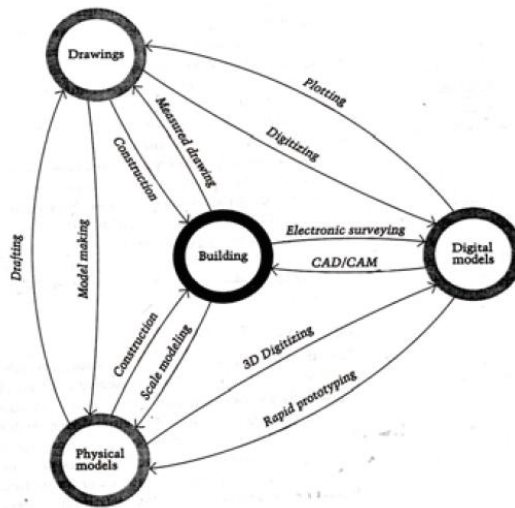 Drawings
Plotting
Measured drawing
Digitizing
Construction
Drafting
Model making
Electronic surveying
Building
Digital
models
CAD/CAM
Construction
Scale modeling
3D Digitizing
Rapid prototyping
Physical
models